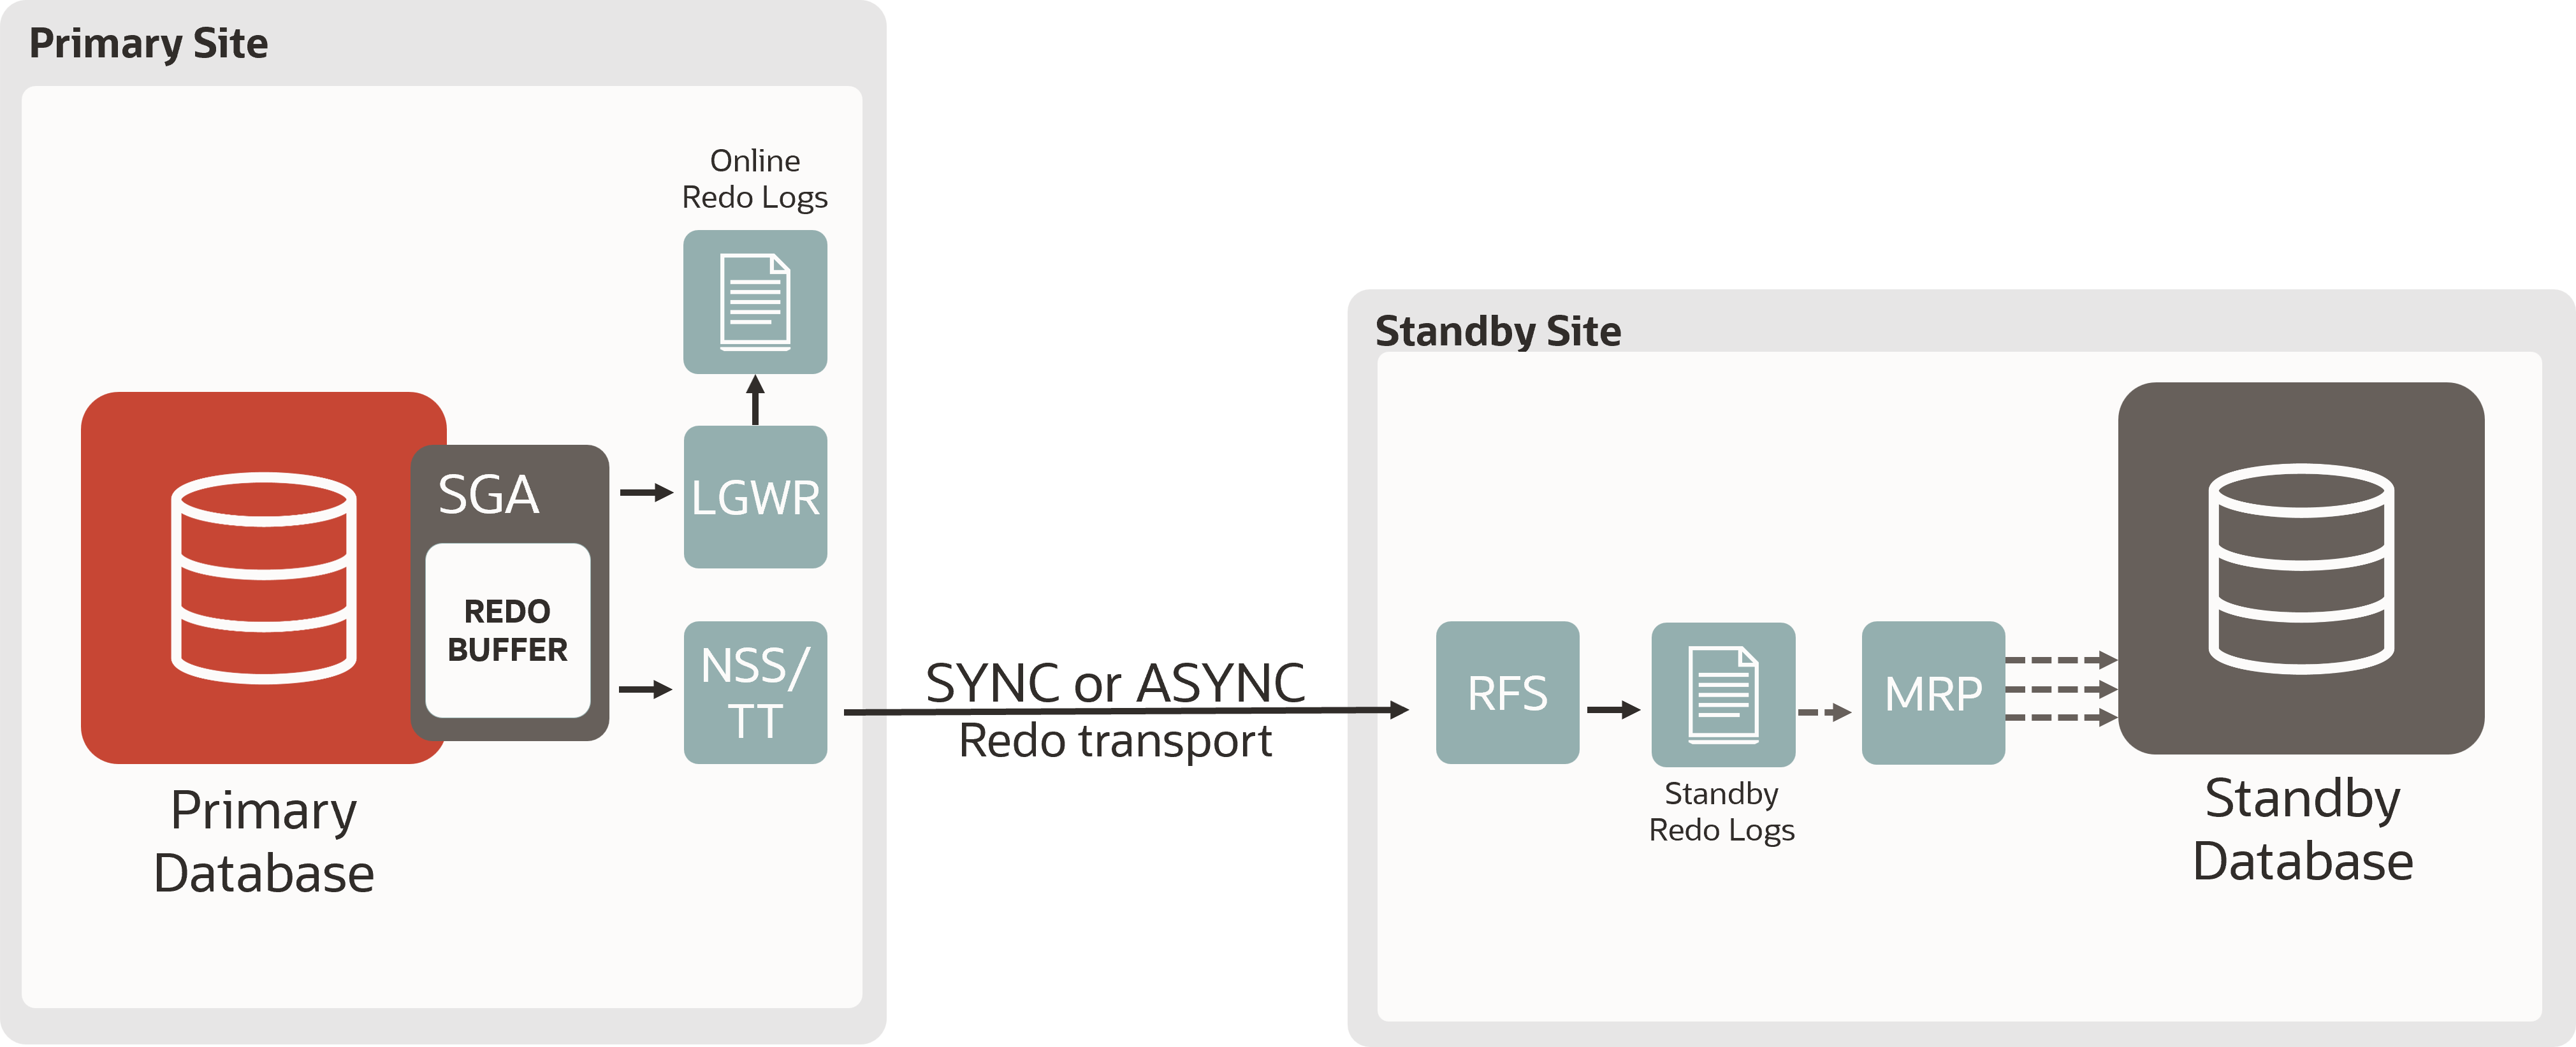 Primary Site
Online
Redo Logs
SGA
LGWR
REDO
BUFFER
NSS/
TT
Primary
Database
SYNC or ASYNC
Redo transport
Standby Site
RFS
Standby
Redo Logs
MRP
Standby
Database